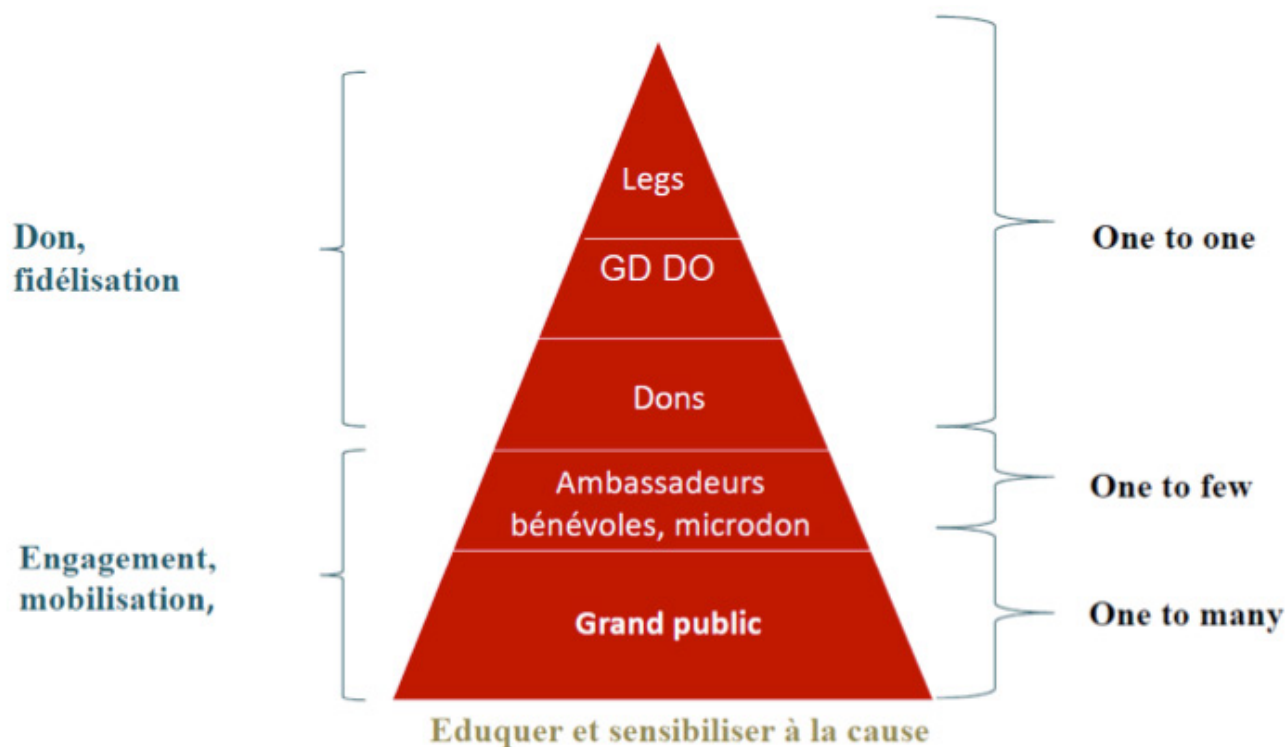 Legs
GD DO
Dons
Ambassadeurs
bénévoles, microdon
Grand public
Don,
fidélisation
Engagement,
mobilisation,
One to one
One to few
One to many
Eduquer et sensibiliser à la cause